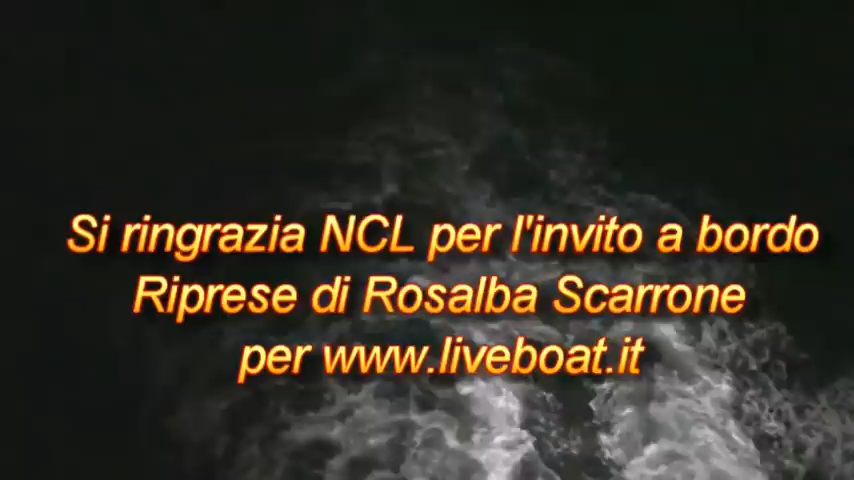 Si ringrazia NCL per l'invito a bordo
Riprese di Rosalba Scarrone
per www.liveboat.it